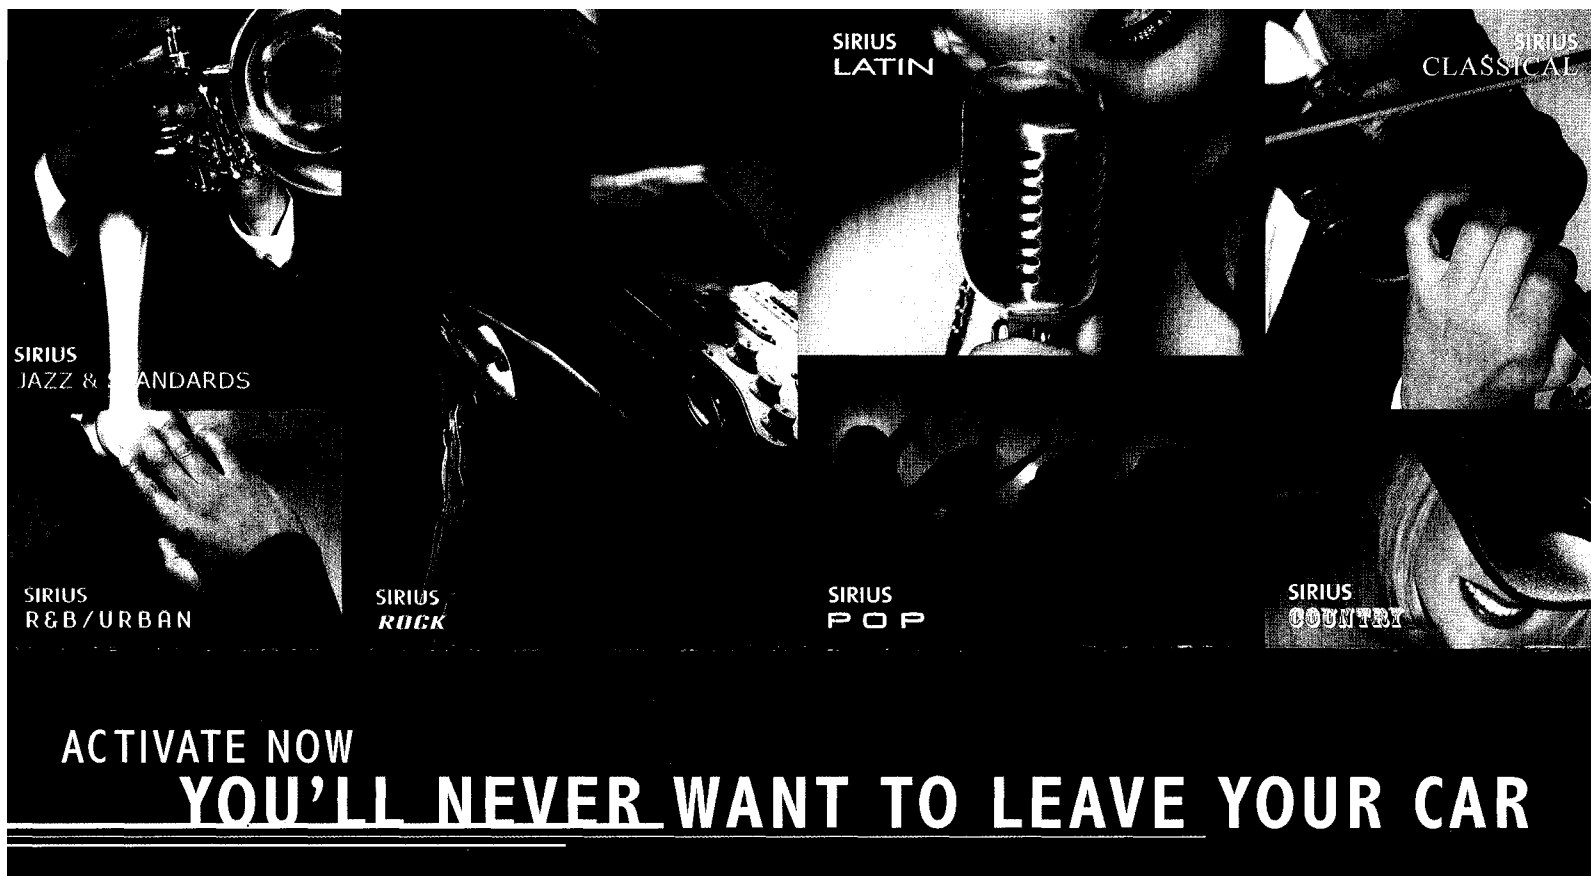 SIRIUS
LATIN
SIRIUS
CLASSICAL
SIRIUS
JAZZ & STANDARDS
SIRIUS
R&B/URBAN
SIRIUS
ROCK
SIRIUS
POP
SIRIUS
COUNTRY
ACTIVATE NOW
YOU'LL NEVER WANT TO LEAVE YOUR CAR